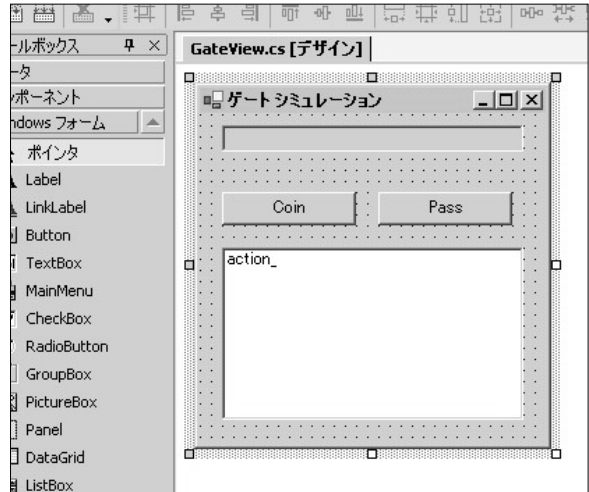 ールボックス
GateView.cs [デザイン]
ータ
ポーネント
ndows フォーム
ポインタ
Label
LinkLabel
Button
TextBox
MainMenu
CheckBox
RadioButton
GroupBox
PictureBox
Panel
DataGrid
ListBox
ゲート シミュレーション
Coin
Pass
action_